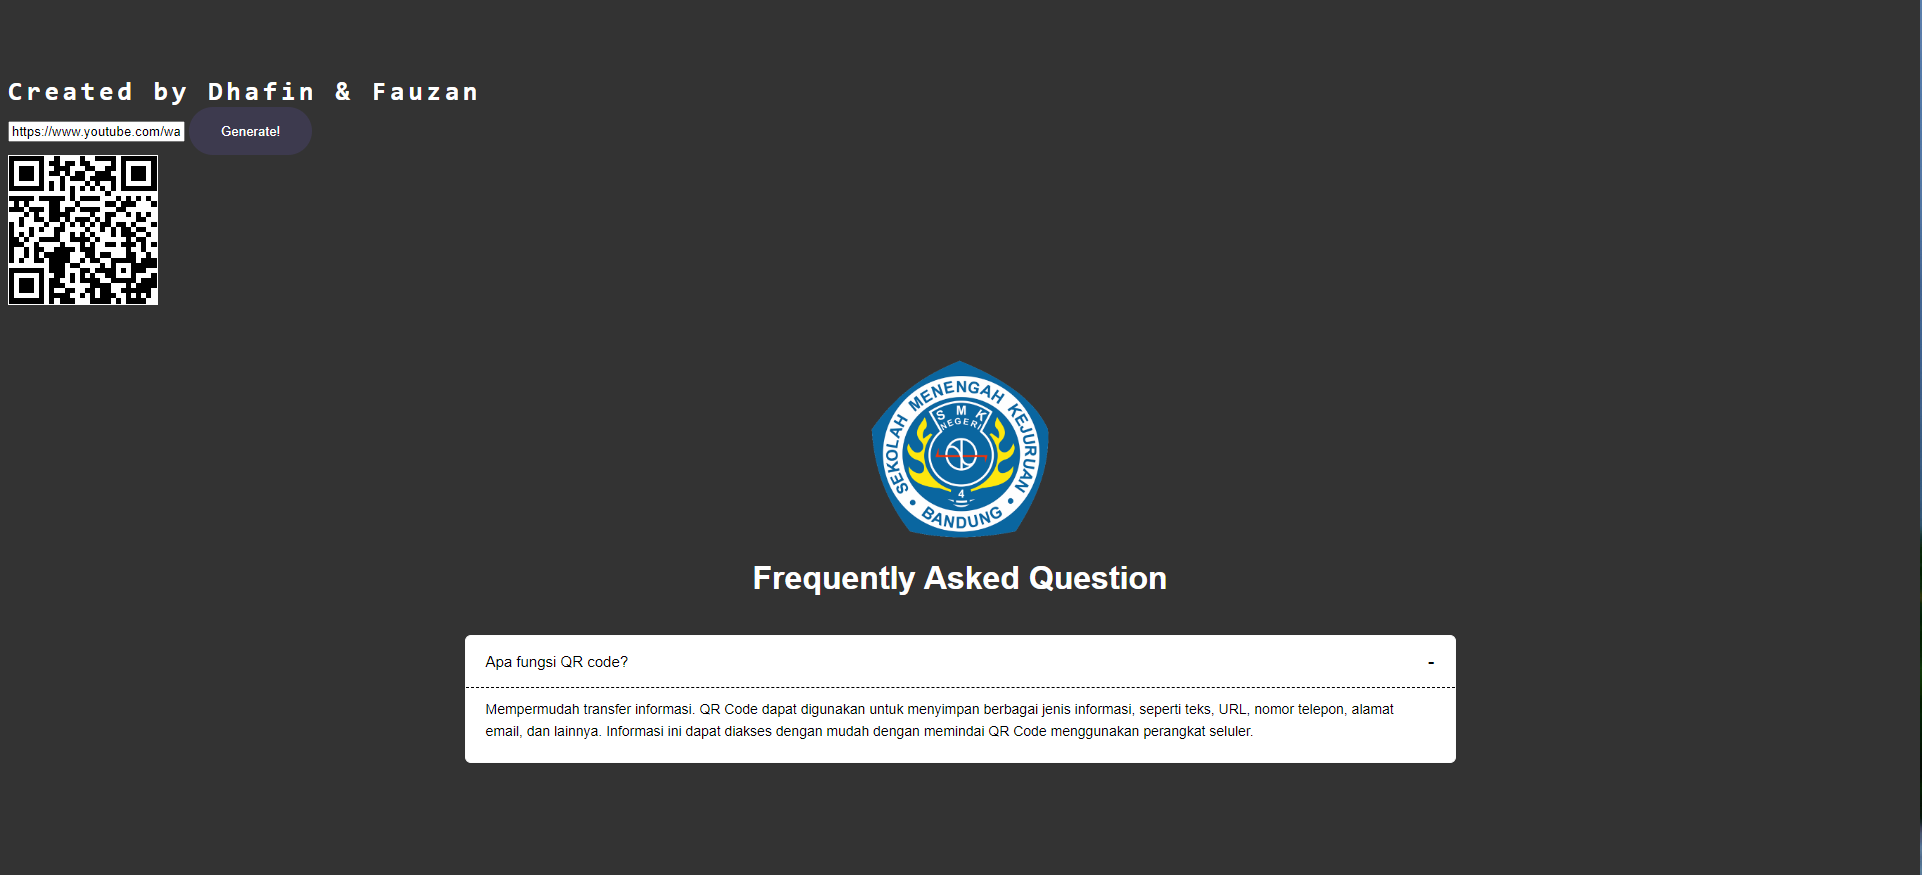 Created by Dhafin & Fauzan
https://www.youtube.com/wa
Generate!
SEKOLAH MENENGAH KEJURUAN
SMK
NEGERI
4
• BANDUNG •
Frequently Asked Question
Apa fungsi QR code? -
Mempermudah transfer informasi. QR Code dapat digunakan untuk menyimpan berbagai jenis informasi, seperti teks, URL, nomor telepon, alamat
email, dan lainnya. Informasi ini dapat diakses dengan mudah dengan memindai QR Code menggunakan perangkat seluler.